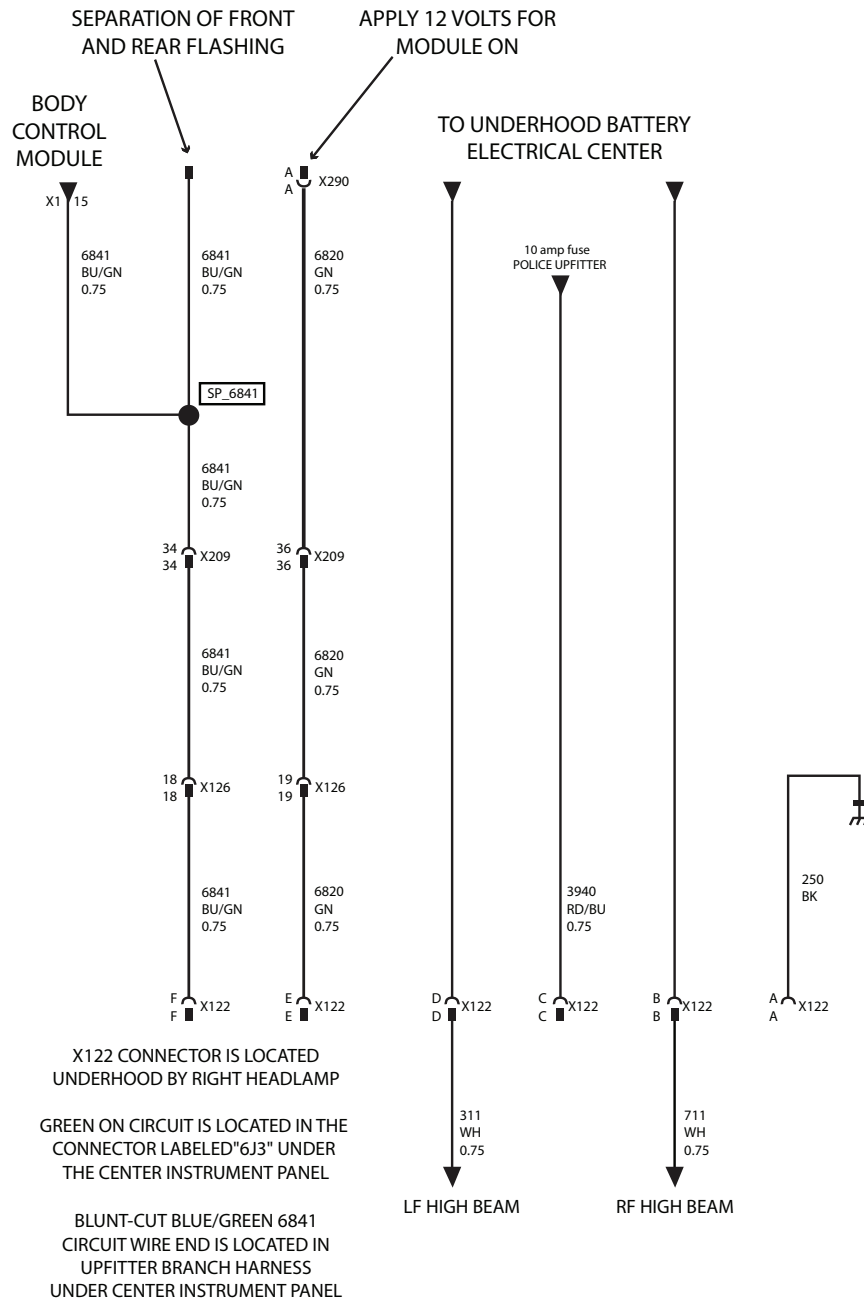 SEPARATION OF FRONT
AND REAR FLASHING
APPLY 12 VOLTS FOR
MODULE ON
BODY
CONTROL
MODULE
TO UNDERHOOD BATTERY
ELECTRICAL CENTER
X1 15
A
A
X290
10 amp fuse
POLICE UPFITTER
6841
BU/GN
0.75
6841
BU/GN
0.75
6820
GN
0.75
SP_6841
6841
BU/GN
0.75
34
34
X209
36
36
X209
6841
BU/GN
0.75
6820
GN
0.75
18
18
X126
19
19
X126
6841
BU/GN
0.75
6820
GN
0.75
3940
RD/BU
0.75
250
BK
F
F
X122
E
E
X122
D
D
X122
C
C
X122
B
B
X122
A
A
X122
X122 CONNECTOR IS LOCATED
UNDERHOOD BY RIGHT HEADLAMP
GREEN ON CIRCUIT IS LOCATED IN THE
CONNECTOR LABELED"6J3" UNDER
THE CENTER INSTRUMENT PANEL
BLUNT-CUT BLUE/GREEN 6841
CIRCUIT WIRE END IS LOCATED IN
UPFITTER BRANCH HARNESS
UNDER CENTER INSTRUMENT PANEL
311
WH
0.75
711
WH
0.75
LF HIGH BEAM
RF HIGH BEAM